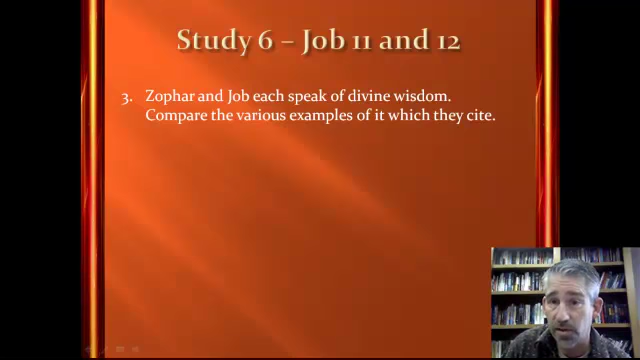 Study 6 – Job 11 and 12
3. Zophar and Job each speak of divine wisdom.
Compare the various examples of it which they cite.